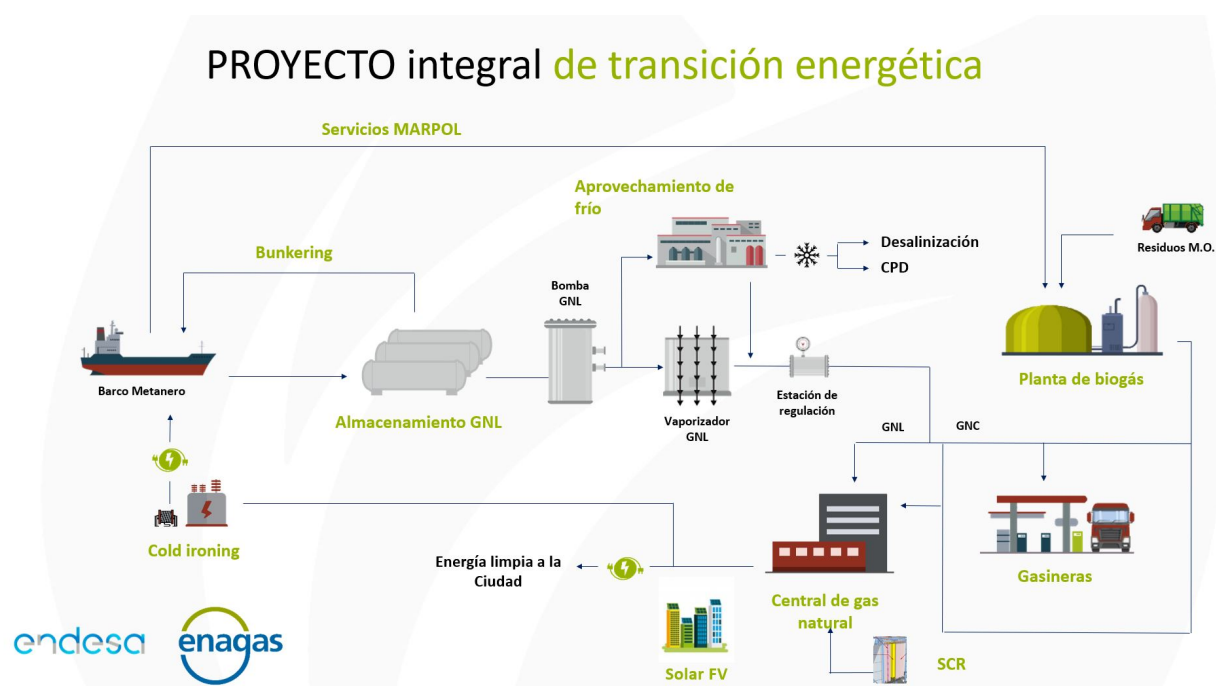 PROYECTO integral de transición energética
Servicios MARPOL
Aprovechamiento de
frío
Bunkering
Desalinización
CPD
Residuos M.O.
Bomba
GNL
Barco Metanero
Almacenamiento GNL
Vaporizador
GNL
Estación de
regulación
Planta de biogás
GNL
GNC
Cold ironing
Energía limpia a la
Ciudad
Central de gas
natural
Gasineras
Solar FV
SCR
endesa
enagas